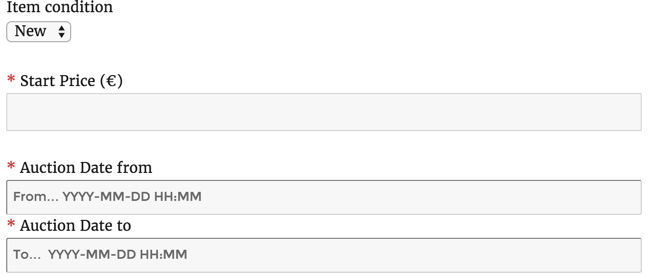 Item condition
New
* Start Price (€)
* Auction Date from
From... YYYY-MM-DD HH:MM
* Auction Date to
To... YYYY-MM-DD HH:MM